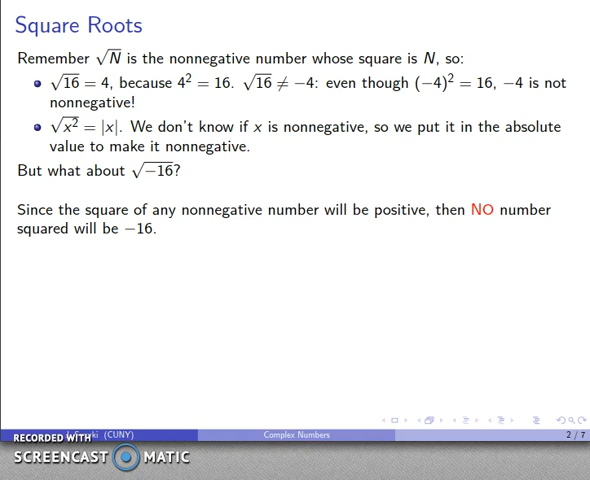 Square Roots
Remember √N is the nonnegative number whose square is N, so:
√16 = 4, because 4² = 16. √16 ≠ −4: even though (−4)² = 16, −4 is not
nonnegative!
√x² = |x|. We don't know if x is nonnegative, so we put it in the absolute
value to make it nonnegative.
But what about √−16?
Since the square of any nonnegative number will be positive, then NO number
squared will be −16.
(CUNY)
Complex Numbers
2 / 7
RECORDED WITH
SCREENCAST MATIC